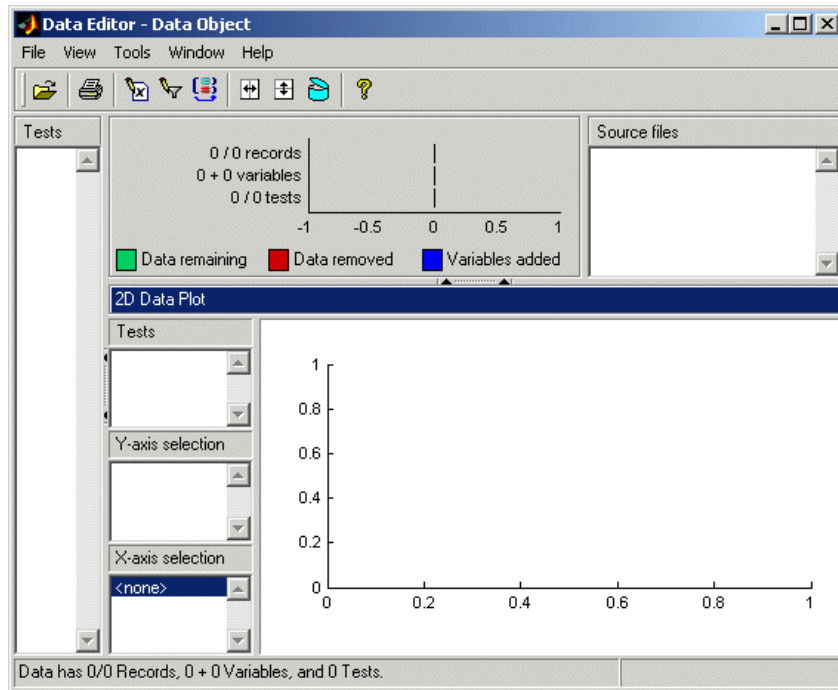 Data Editor - Data Object
File View Tools Window Help
Tests
0 / 0 records
0 + 0 variables
0 / 0 tests
-1 -0.5 0 0.5 1
Data remaining Data removed Variables added
Source files
2D Data Plot
Tests
Y-axis selection
X-axis selection
<none>
1
0.8
0.6
0.4
0.2
0
0 0.2 0.4 0.6 0.8 1
Data has 0/0 Records, 0 + 0 Variables, and 0 Tests.